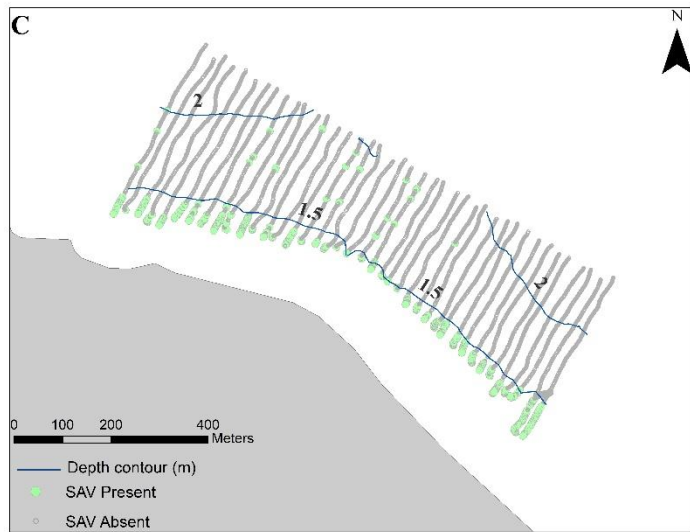 C
N
2
1.5
1.5
2
0 100 200 400
Meters
Depth contour (m)
SAV Present
SAV Absent